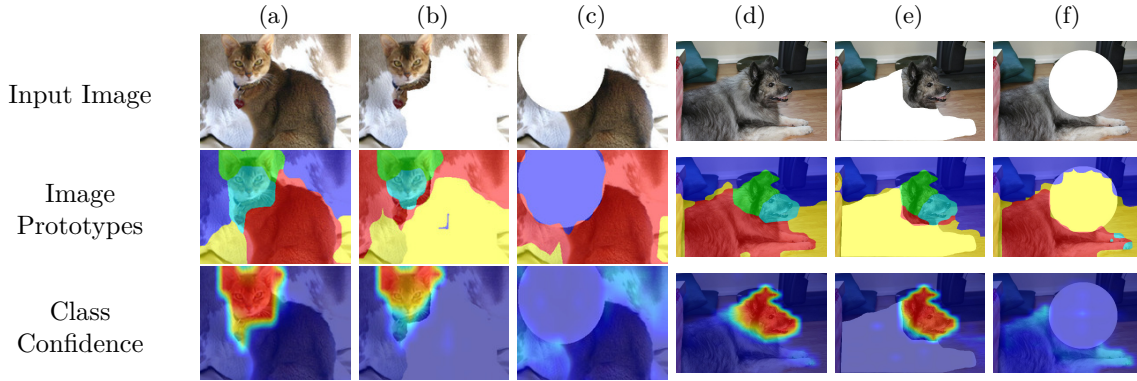 (a) (b) (c) (d) (e) (f)
Input Image
Image
Prototypes
Class
Confidence